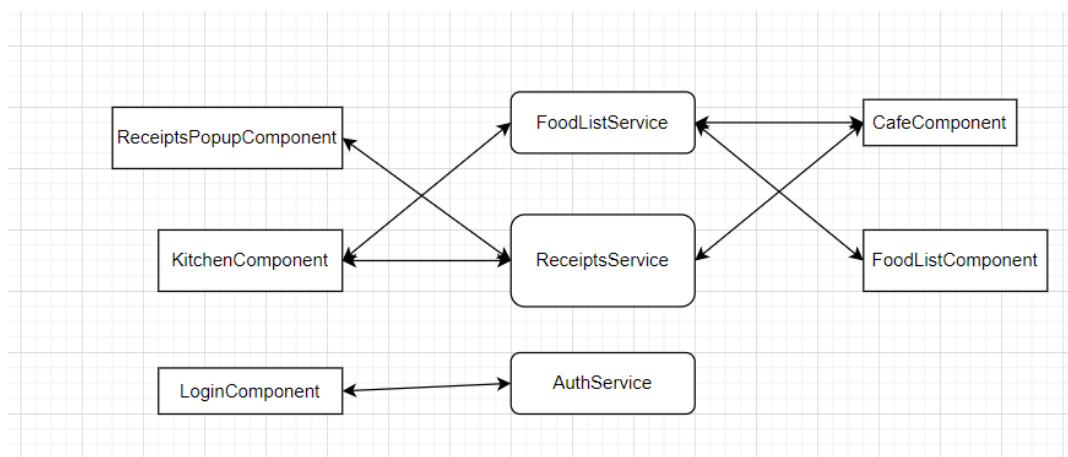 FoodListService
CafeComponent
ReceiptsPopupComponent
KitchenComponent
ReceiptsService
FoodListComponent
LoginComponent
AuthService